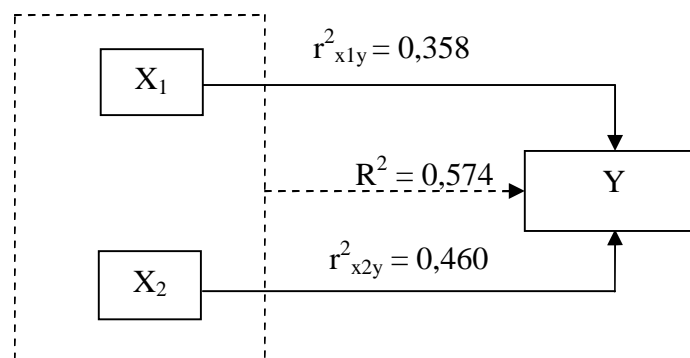 r²x1y = 0,358
X₁
R² = 0,574
Y
r²x2y = 0,460
X₂